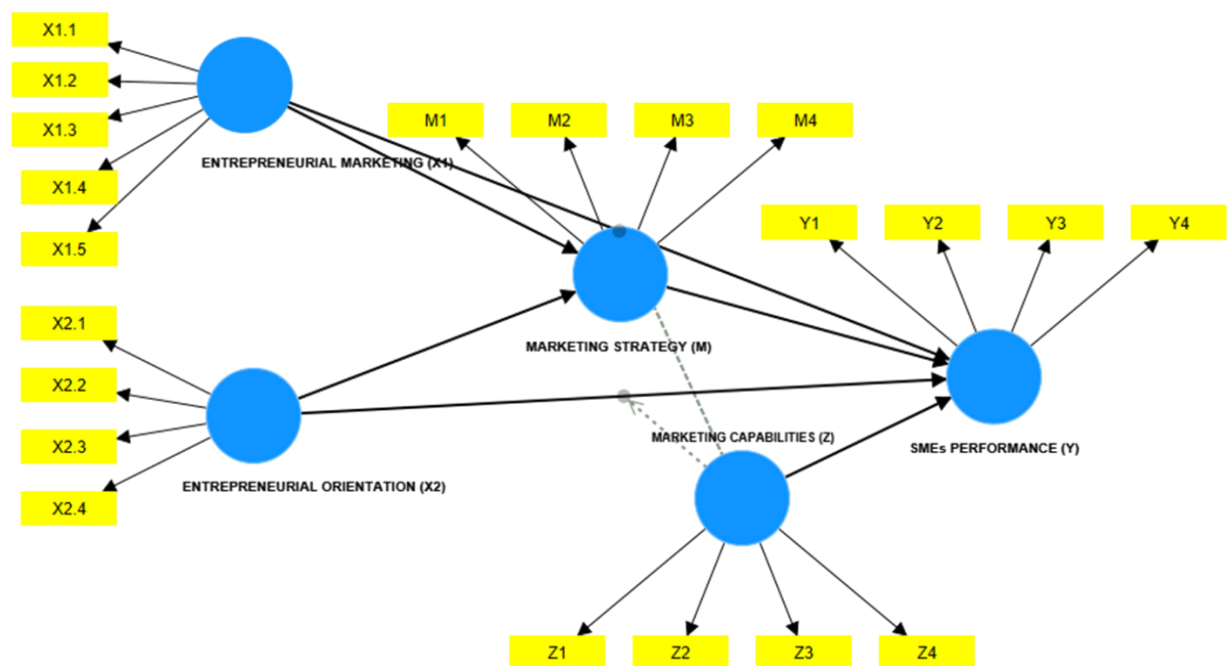 X1.1
X1.2
X1.3
X1.4
X1.5
ENTREPRENEURIAL MARKETING (X1)
M1
M2
M3
M4
Y1
Y2
Y3
Y4
X2.1
X2.2
X2.3
X2.4
MARKETING STRATEGY (M)
MARKETING CAPABILITIES (Z)
SMEs PERFORMANCE (Y)
ENTREPRENEURIAL ORIENTATION (X2)
Z1
Z2
Z3
Z4